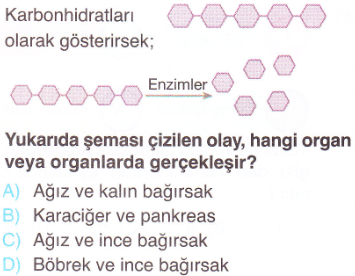 Karbonhidratları
olarak gösterirsek;
Enzimler
Yukarıda şeması çizilen olay, hangi organ
veya organlarda gerçekleşir?
A) Ağız ve kalın bağırsak
B) Karaciğer ve pankreas
C) Ağız ve ince bağırsak
D) Böbrek ve ince bağırsak